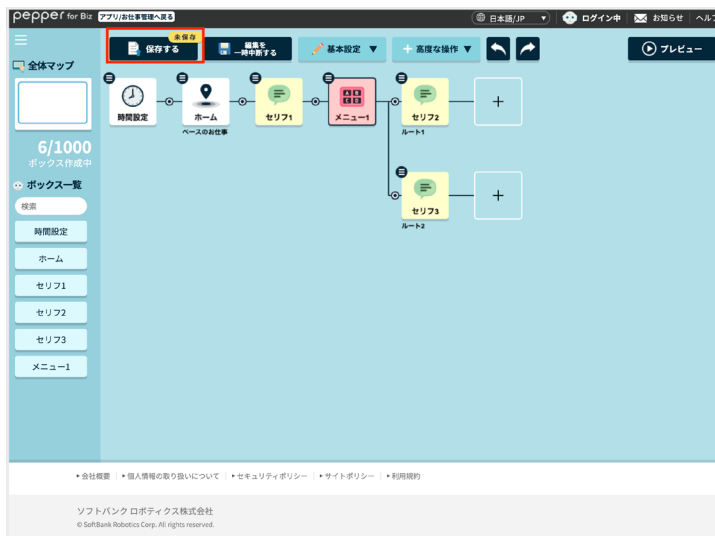 pepper for Biz アプリ/お仕事管理へ戻る 日本語/JP ▼ ログイン中 お知らせ ヘルプ
未保存
保存する 編集を一時中断する 基本設定 ▼ 高度な操作 ▼ プレビュー
全体マップ
6/1000
ボックス作成中
ボックス一覧
検索
時間設定
ホーム
セリフ1
セリフ2
セリフ3
メニュー1
時間設定 ホーム セリフ1 メニュー1 セリフ2
A B
C D
ベースのお仕事 ルート1
セリフ3
ルート2
会社概要 個人情報の取り扱いについて セキュリティポリシー サイトポリシー 利用規約
ソフトバンク ロボティクス株式会社
© SoftBank Robotics Corp. All rights reserved.